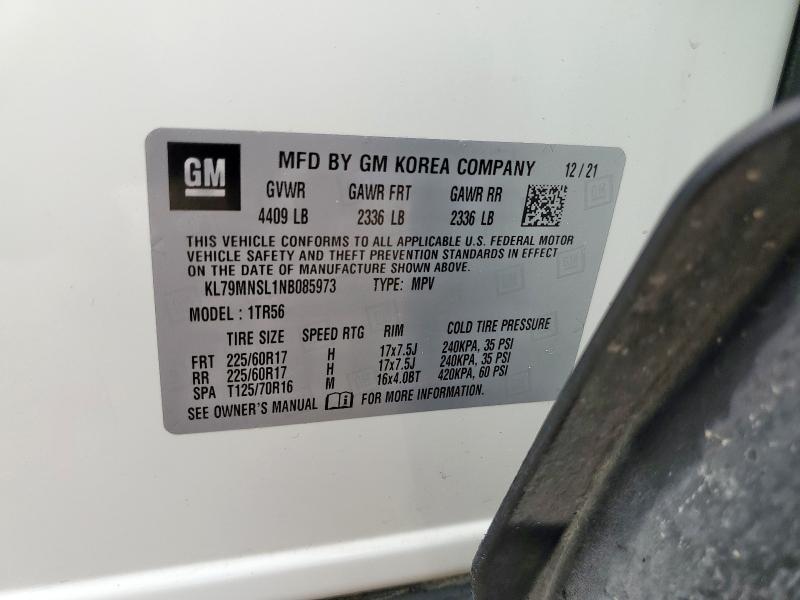 GM MFD BY GM KOREA COMPANY 12 / 21
GVWR GAWR FRT GAWR RR
4409 LB 2336 LB 2336 LB
THIS VEHICLE CONFORMS TO ALL APPLICABLE U.S. FEDERAL MOTOR
VEHICLE SAFETY AND THEFT PREVENTION STANDARDS IN EFFECT
ON THE DATE OF MANUFACTURE SHOWN ABOVE.
KL79MNSL1NB085973 TYPE: MPV
MODEL : 1TR56
TIRE SIZE SPEED RTG RIM COLD TIRE PRESSURE
FRT 225/60R17 H 17x7.5J 240KPA, 35 PSI
RR 225/60R17 H 17x7.5J 240KPA, 35 PSI
SPA T125/70R16 M 16x4.0BT 420KPA, 60 PSI
SEE OWNER'S MANUAL FOR MORE INFORMATION.